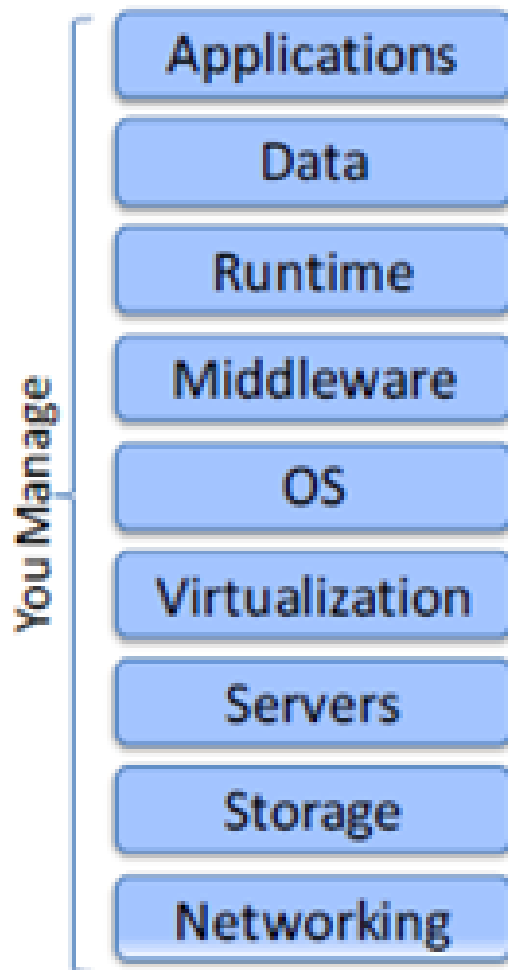 You Manage
Applications
Data
Runtime
Middleware
OS
Virtualization
Servers
Storage
Networking